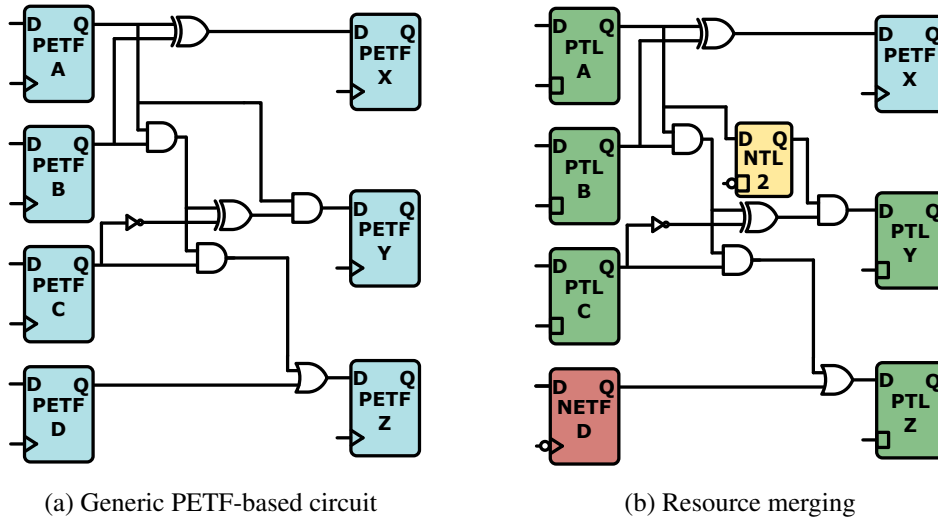 D Q
PETF
A
D Q
PETF
B
D Q
PETF
C
D Q
PETF
D
D Q
PETF
X
D Q
PETF
Y
D Q
PETF
Z
(a) Generic PETF-based circuit
D Q
PTL
A
D Q
PTL
B
D Q
PTL
C
D Q
NETF
D
D Q
NTL
2
D Q
PETF
X
D Q
PTL
Y
D Q
PTL
Z
(b) Resource merging